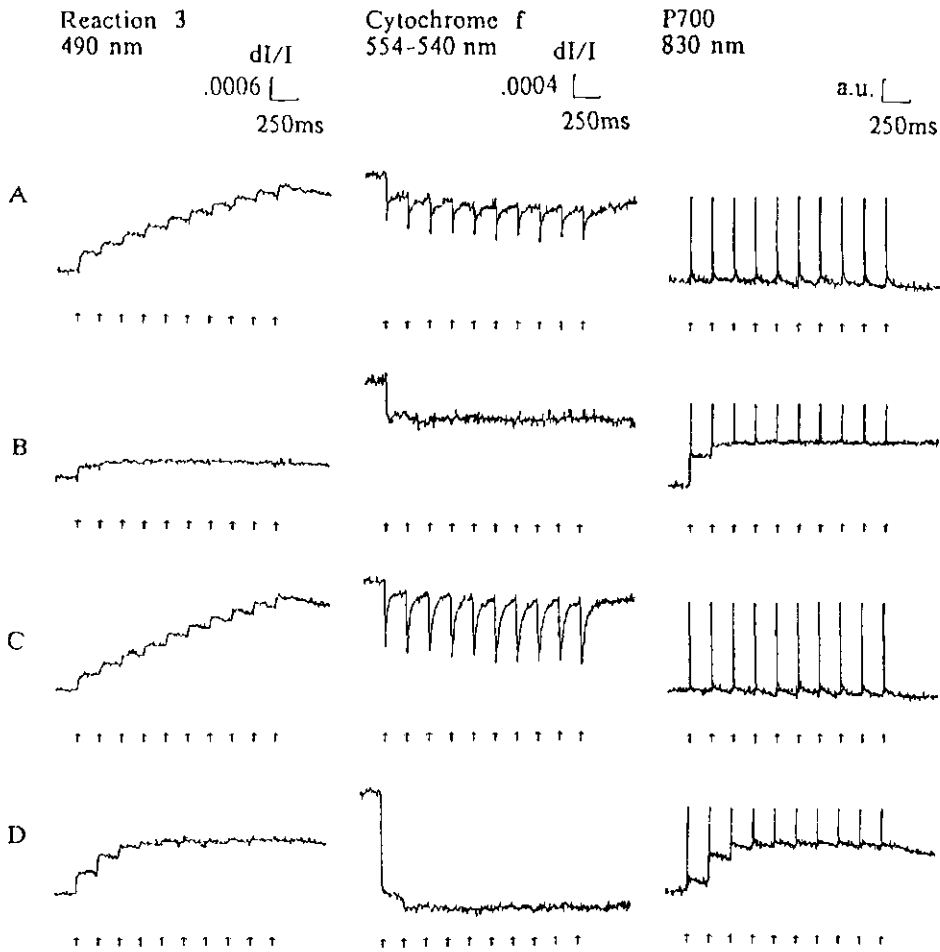 Reaction 3
490 nm
dI/I
.0006
250ms
Cytochrome f
554-540 nm
dI/I
.0004
250ms
P700
830 nm
a.u.
250ms
A
B
C
D